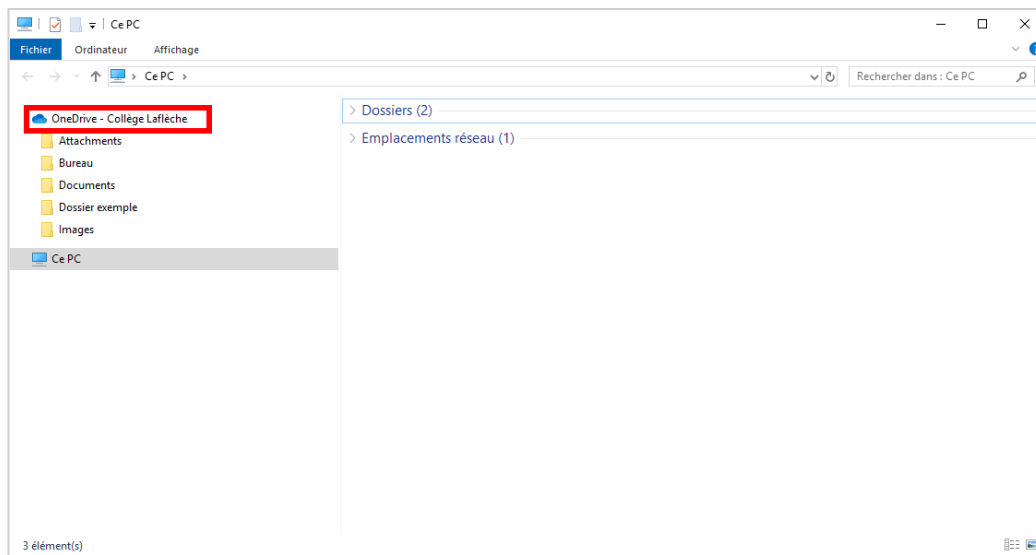 Ce PC
Fichier Ordinateur Affichage
Ce PC
Rechercher dans : Ce PC
OneDrive - Collège Laflèche
Attachments
Bureau
Documents
Dossier exemple
Images
Ce PC
Dossiers (2)
Emplacements réseau (1)
3 élément(s)